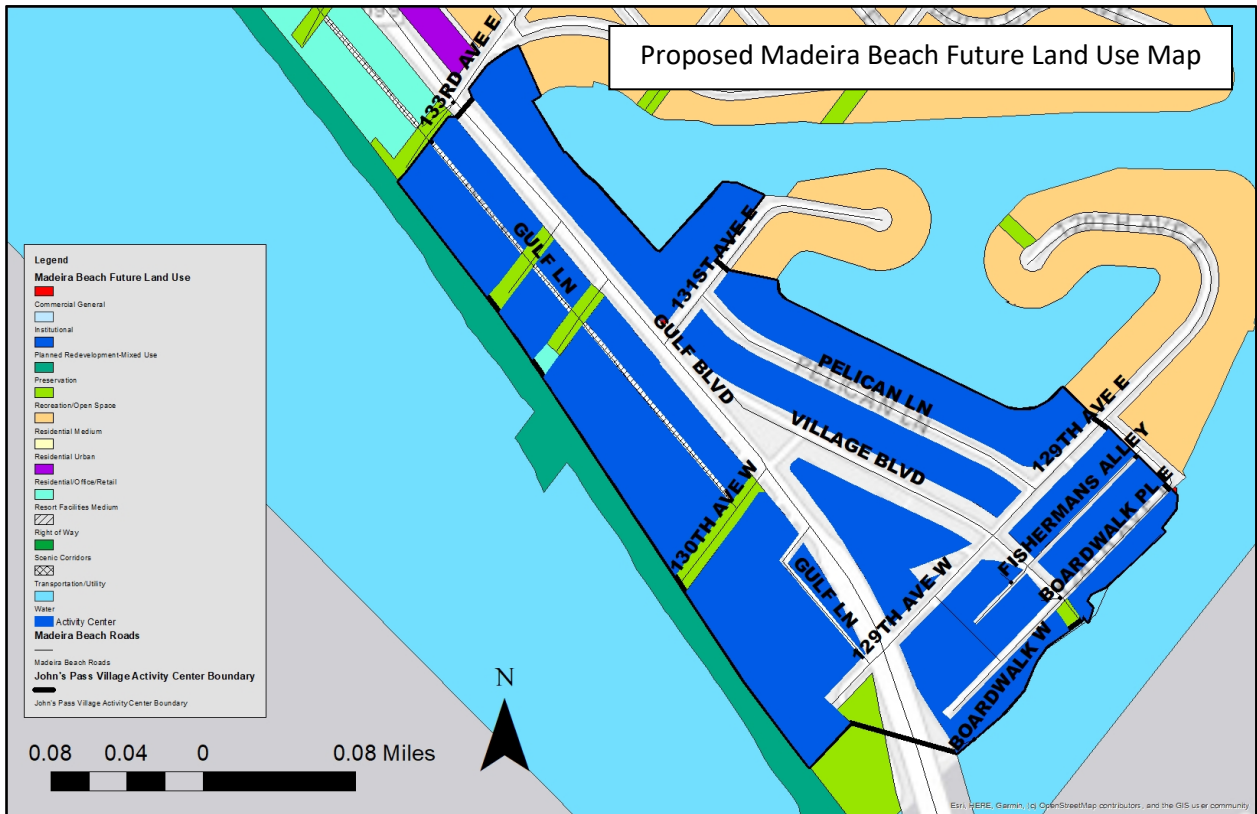 Proposed Madeira Beach Future Land Use Map
133RD AVE E
GULF LN
131ST AVE E
GULF BLVD
PELICAN LN
PELICAN LN
VILLAGE BLVD
129TH AVE E
129TH AVE E
FISHERMANS ALLEY
BOARDWALK PL E
130TH AVE W
GULF LN
129TH AVE W
BOARDWALK W
Legend
Madeira Beach Future Land Use
Commercial General
Institutional
Planned Redevelopment-Mixed Use
Preservation
Recreation/Open Space
Residential Medium
Residential Urban
Residential/Office/Retail
Resort Facilities Medium
Right of Way
Scenic Corridors
Transportation/Utility
Water
Activity Center
Madeira Beach Roads
Madeira Beach Roads
John's Pass Village Activity Center Boundary
John's Pass Village Activity Center Boundary
N
0.08 0.04 0 0.08 Miles
Esri, HERE, Garmin, (c) OpenStreetMap contributors, and the GIS user community